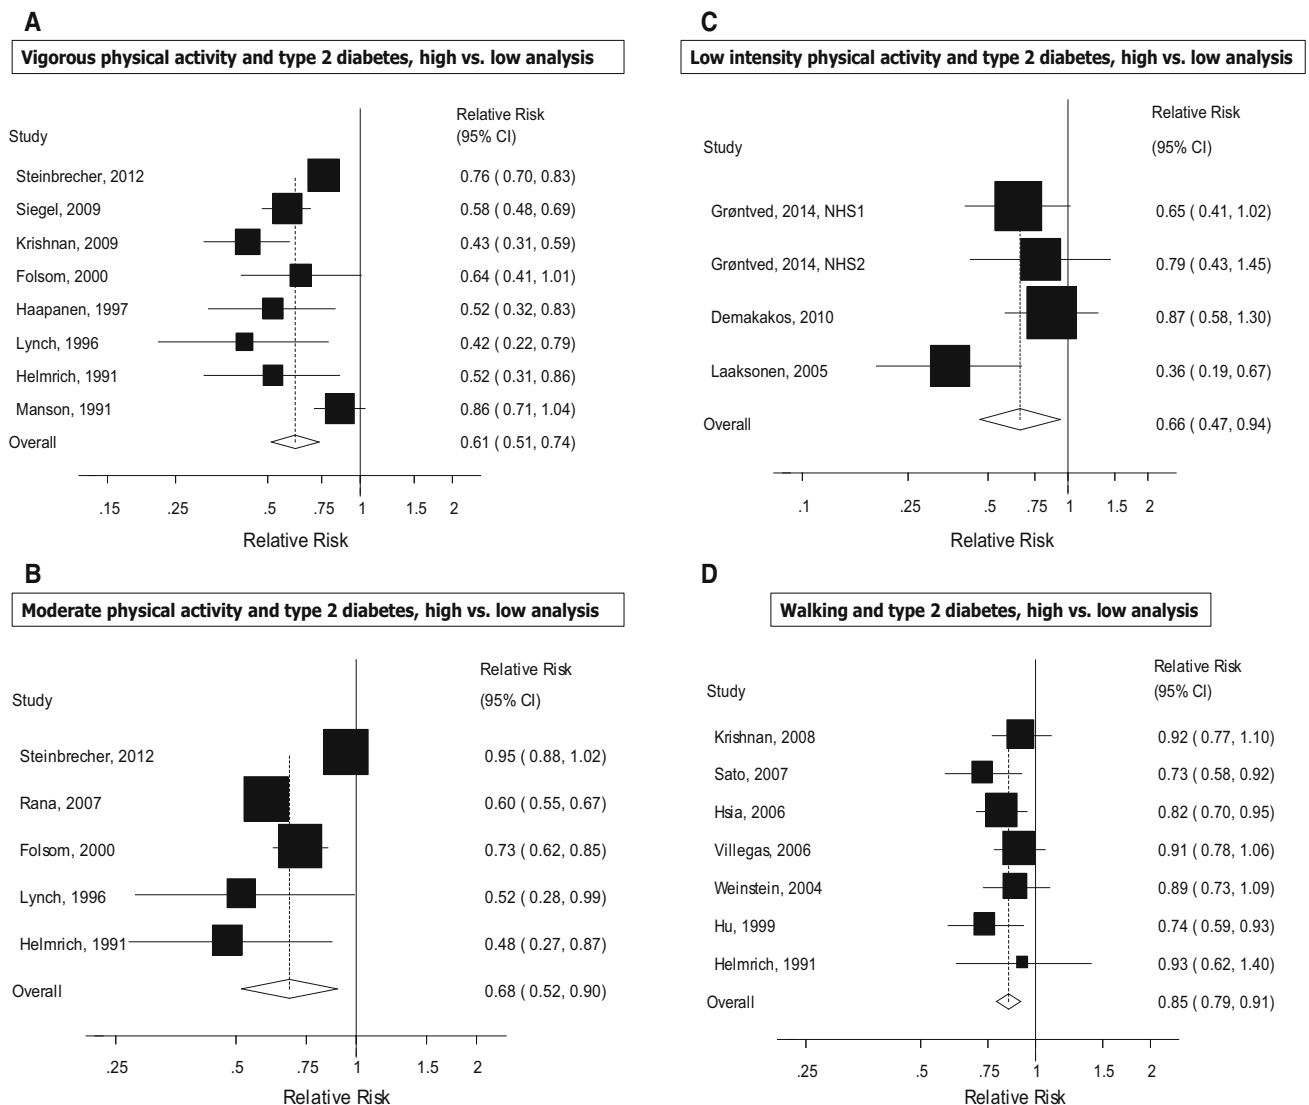 A
Vigorous physical activity and type 2 diabetes, high vs. low analysis
Relative Risk
Study (95% CI)
Steinbrecher, 2012 0.76 ( 0.70, 0.83)
Siegel, 2009 0.58 ( 0.48, 0.69)
Krishnan, 2009 0.43 ( 0.31, 0.59)
Folsom, 2000 0.64 ( 0.41, 1.01)
Haapanen, 1997 0.52 ( 0.32, 0.83)
Lynch, 1996 0.42 ( 0.22, 0.79)
Helmrich, 1991 0.52 ( 0.31, 0.86)
Manson, 1991 0.86 ( 0.71, 1.04)
Overall 0.61 ( 0.51, 0.74)
.15 .25 .5 .75 1 1.5 2
Relative Risk
B
Moderate physical activity and type 2 diabetes, high vs. low analysis
Relative Risk
Study (95% CI)
Steinbrecher, 2012 0.95 ( 0.88, 1.02)
Rana, 2007 0.60 ( 0.55, 0.67)
Folsom, 2000 0.73 ( 0.62, 0.85)
Lynch, 1996 0.52 ( 0.28, 0.99)
Helmrich, 1991 0.48 ( 0.27, 0.87)
Overall 0.68 ( 0.52, 0.90)
.25 .5 .75 1 1.5 2
Relative Risk
C
Low intensity physical activity and type 2 diabetes, high vs. low analysis
Relative Risk
Study (95% CI)
Grøntved, 2014, NHS1 0.65 ( 0.41, 1.02)
Grøntved, 2014, NHS2 0.79 ( 0.43, 1.45)
Demakakos, 2010 0.87 ( 0.58, 1.30)
Laaksonen, 2005 0.36 ( 0.19, 0.67)
Overall 0.66 ( 0.47, 0.94)
.1 .25 .5 .75 1 1.5 2
Relative Risk
D
Walking and type 2 diabetes, high vs. low analysis
Relative Risk
Study (95% CI)
Krishnan, 2008 0.92 ( 0.77, 1.10)
Sato, 2007 0.73 ( 0.58, 0.92)
Hsia, 2006 0.82 ( 0.70, 0.95)
Villegas, 2006 0.91 ( 0.78, 1.06)
Weinstein, 2004 0.89 ( 0.73, 1.09)
Hu, 1999 0.74 ( 0.59, 0.93)
Helmrich, 1991 0.93 ( 0.62, 1.40)
Overall 0.85 ( 0.79, 0.91)
.25 .5 .75 1 1.5 2
Relative Risk